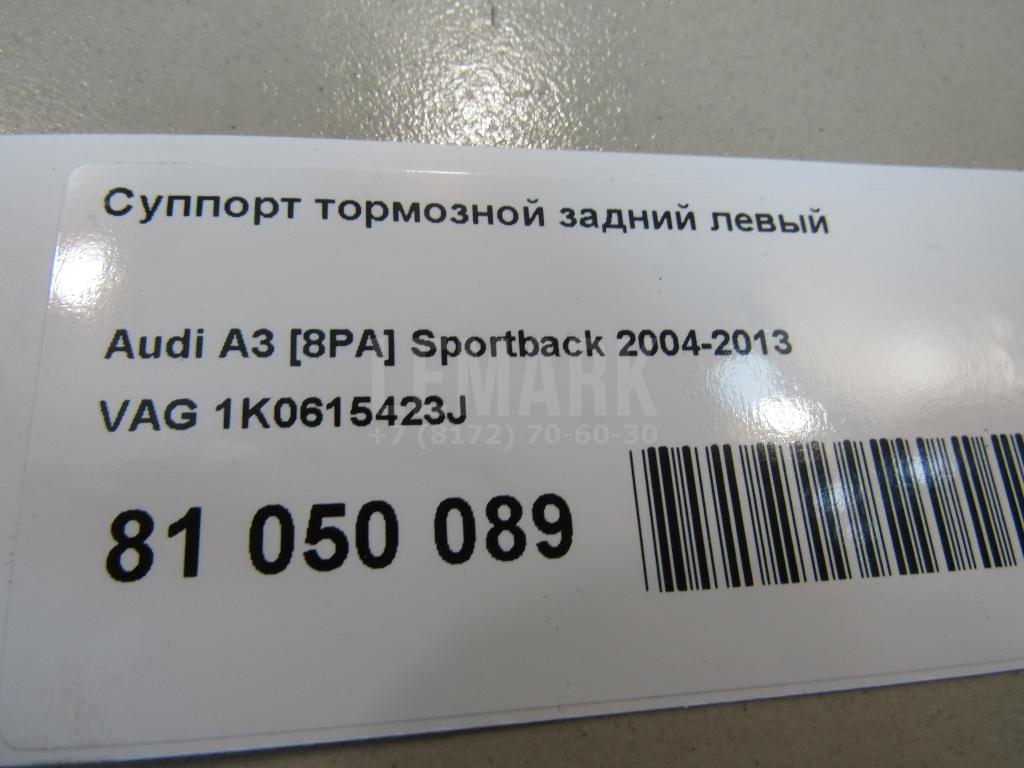 Суппорт тормозной задний левый
Audi A3 [8PA] Sportback 2004-2013
LEMARK
VAG 1K0615423J
+7 (8172) 70-60-30
81 050 089